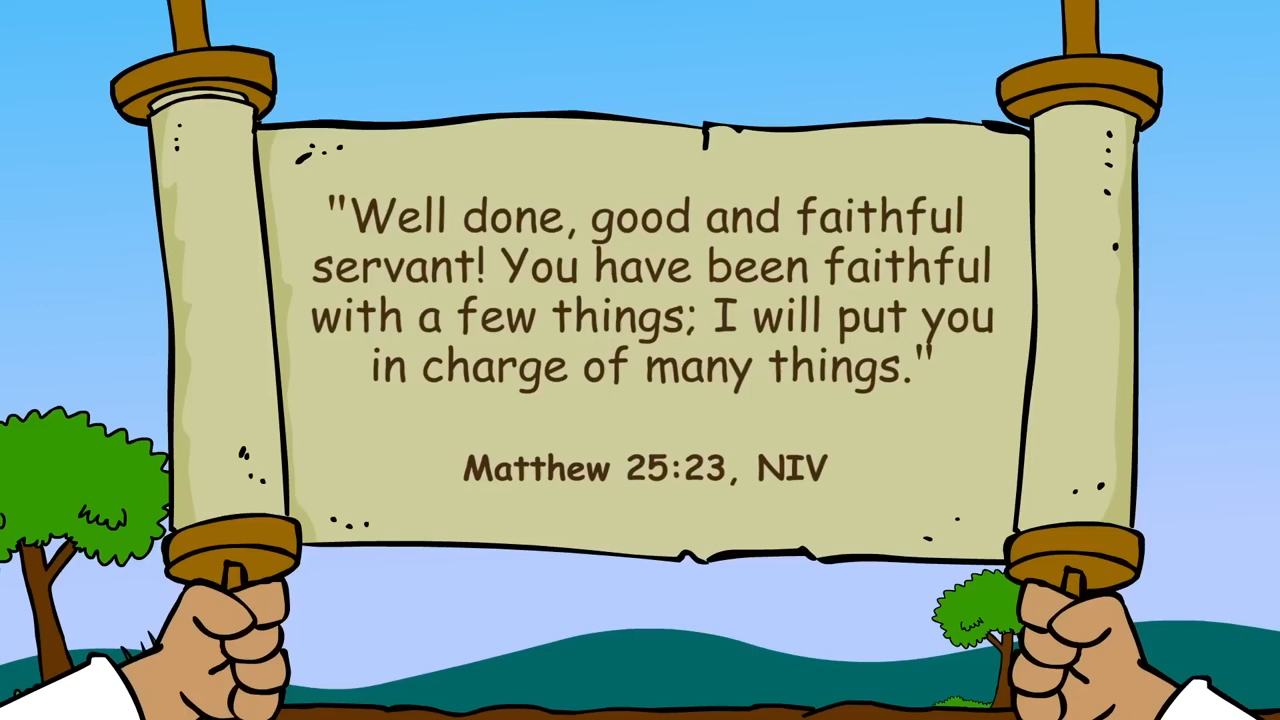 "Well done, good and faithful
servant! You have been faithful
with a few things; I will put you
in charge of many things."
Matthew 25:23, NIV